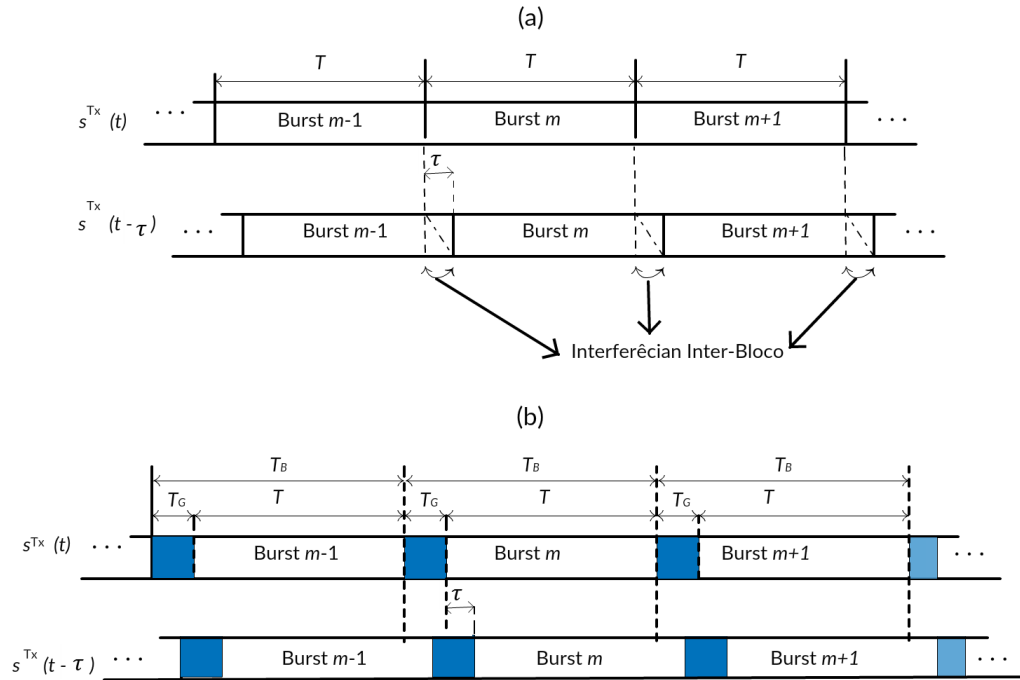 (a)
T T T
s^Tx (t) · · · Burst m-1 Burst m Burst m+1 · · ·
τ
s^Tx (t - τ) · · · Burst m-1 Burst m Burst m+1 · · ·
Interferêcian Inter-Bloco
(b)
T_B T_B T_B
T_G T T_G T T_G T
s^Tx (t) · · · Burst m-1 Burst m Burst m+1 · · ·
τ
s^Tx (t - τ) · · · Burst m-1 Burst m Burst m+1 · · ·